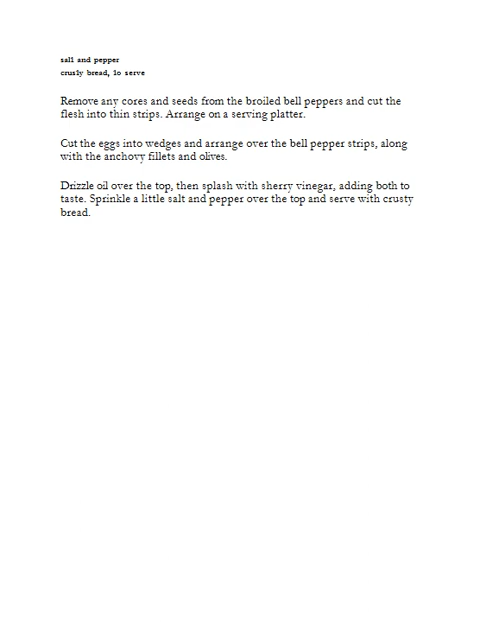 salt and pepper
crusty bread, to serve
Remove any cores and seeds from the broiled bell peppers and cut the
flesh into thin strips. Arrange on a serving platter.
Cut the eggs into wedges and arrange over the bell pepper strips, along
with the anchovy fillets and olives.
Drizzle oil over the top, then splash with sherry vinegar, adding both to
taste. Sprinkle a little salt and pepper over the top and serve with crusty
bread.